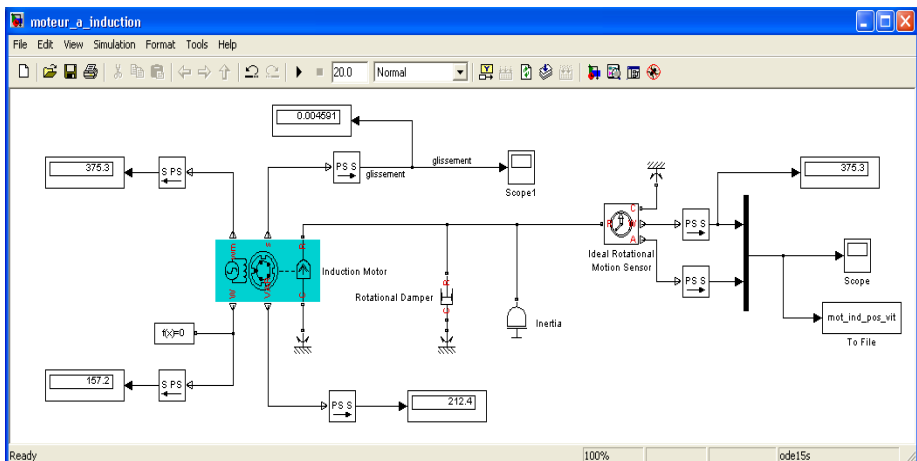 moteur_a_induction
File Edit View Simulation Format Tools Help
20.0 Normal
0.004591
375.3
S PS
PS S
glissement
glissement
Scope1
375.3
PS S
C
R
W
A
Ideal Rotational
Motion Sensor
PS S
Scope
mot_ind_pos_vit
To File
s
R
Induction Motor
W
G
Rotational Damper
R
C
Inertia
f(x)=0
157.2
S PS
PS S
212.4
Ready 100% ode15s